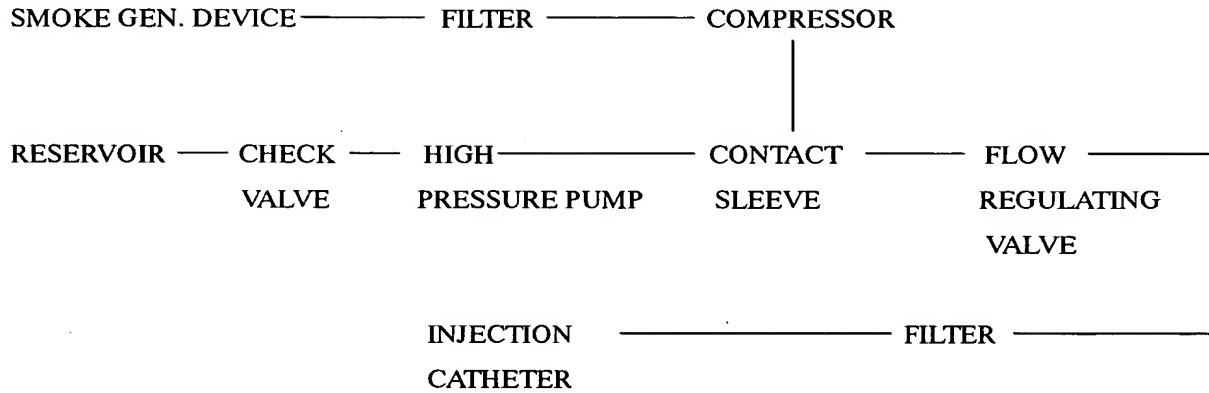 SMOKE GEN. DEVICE FILTER COMPRESSOR
RESERVOIR CHECK HIGH CONTACT FLOW
VALVE PRESSURE PUMP SLEEVE REGULATING
VALVE
INJECTION FILTER
CATHETER